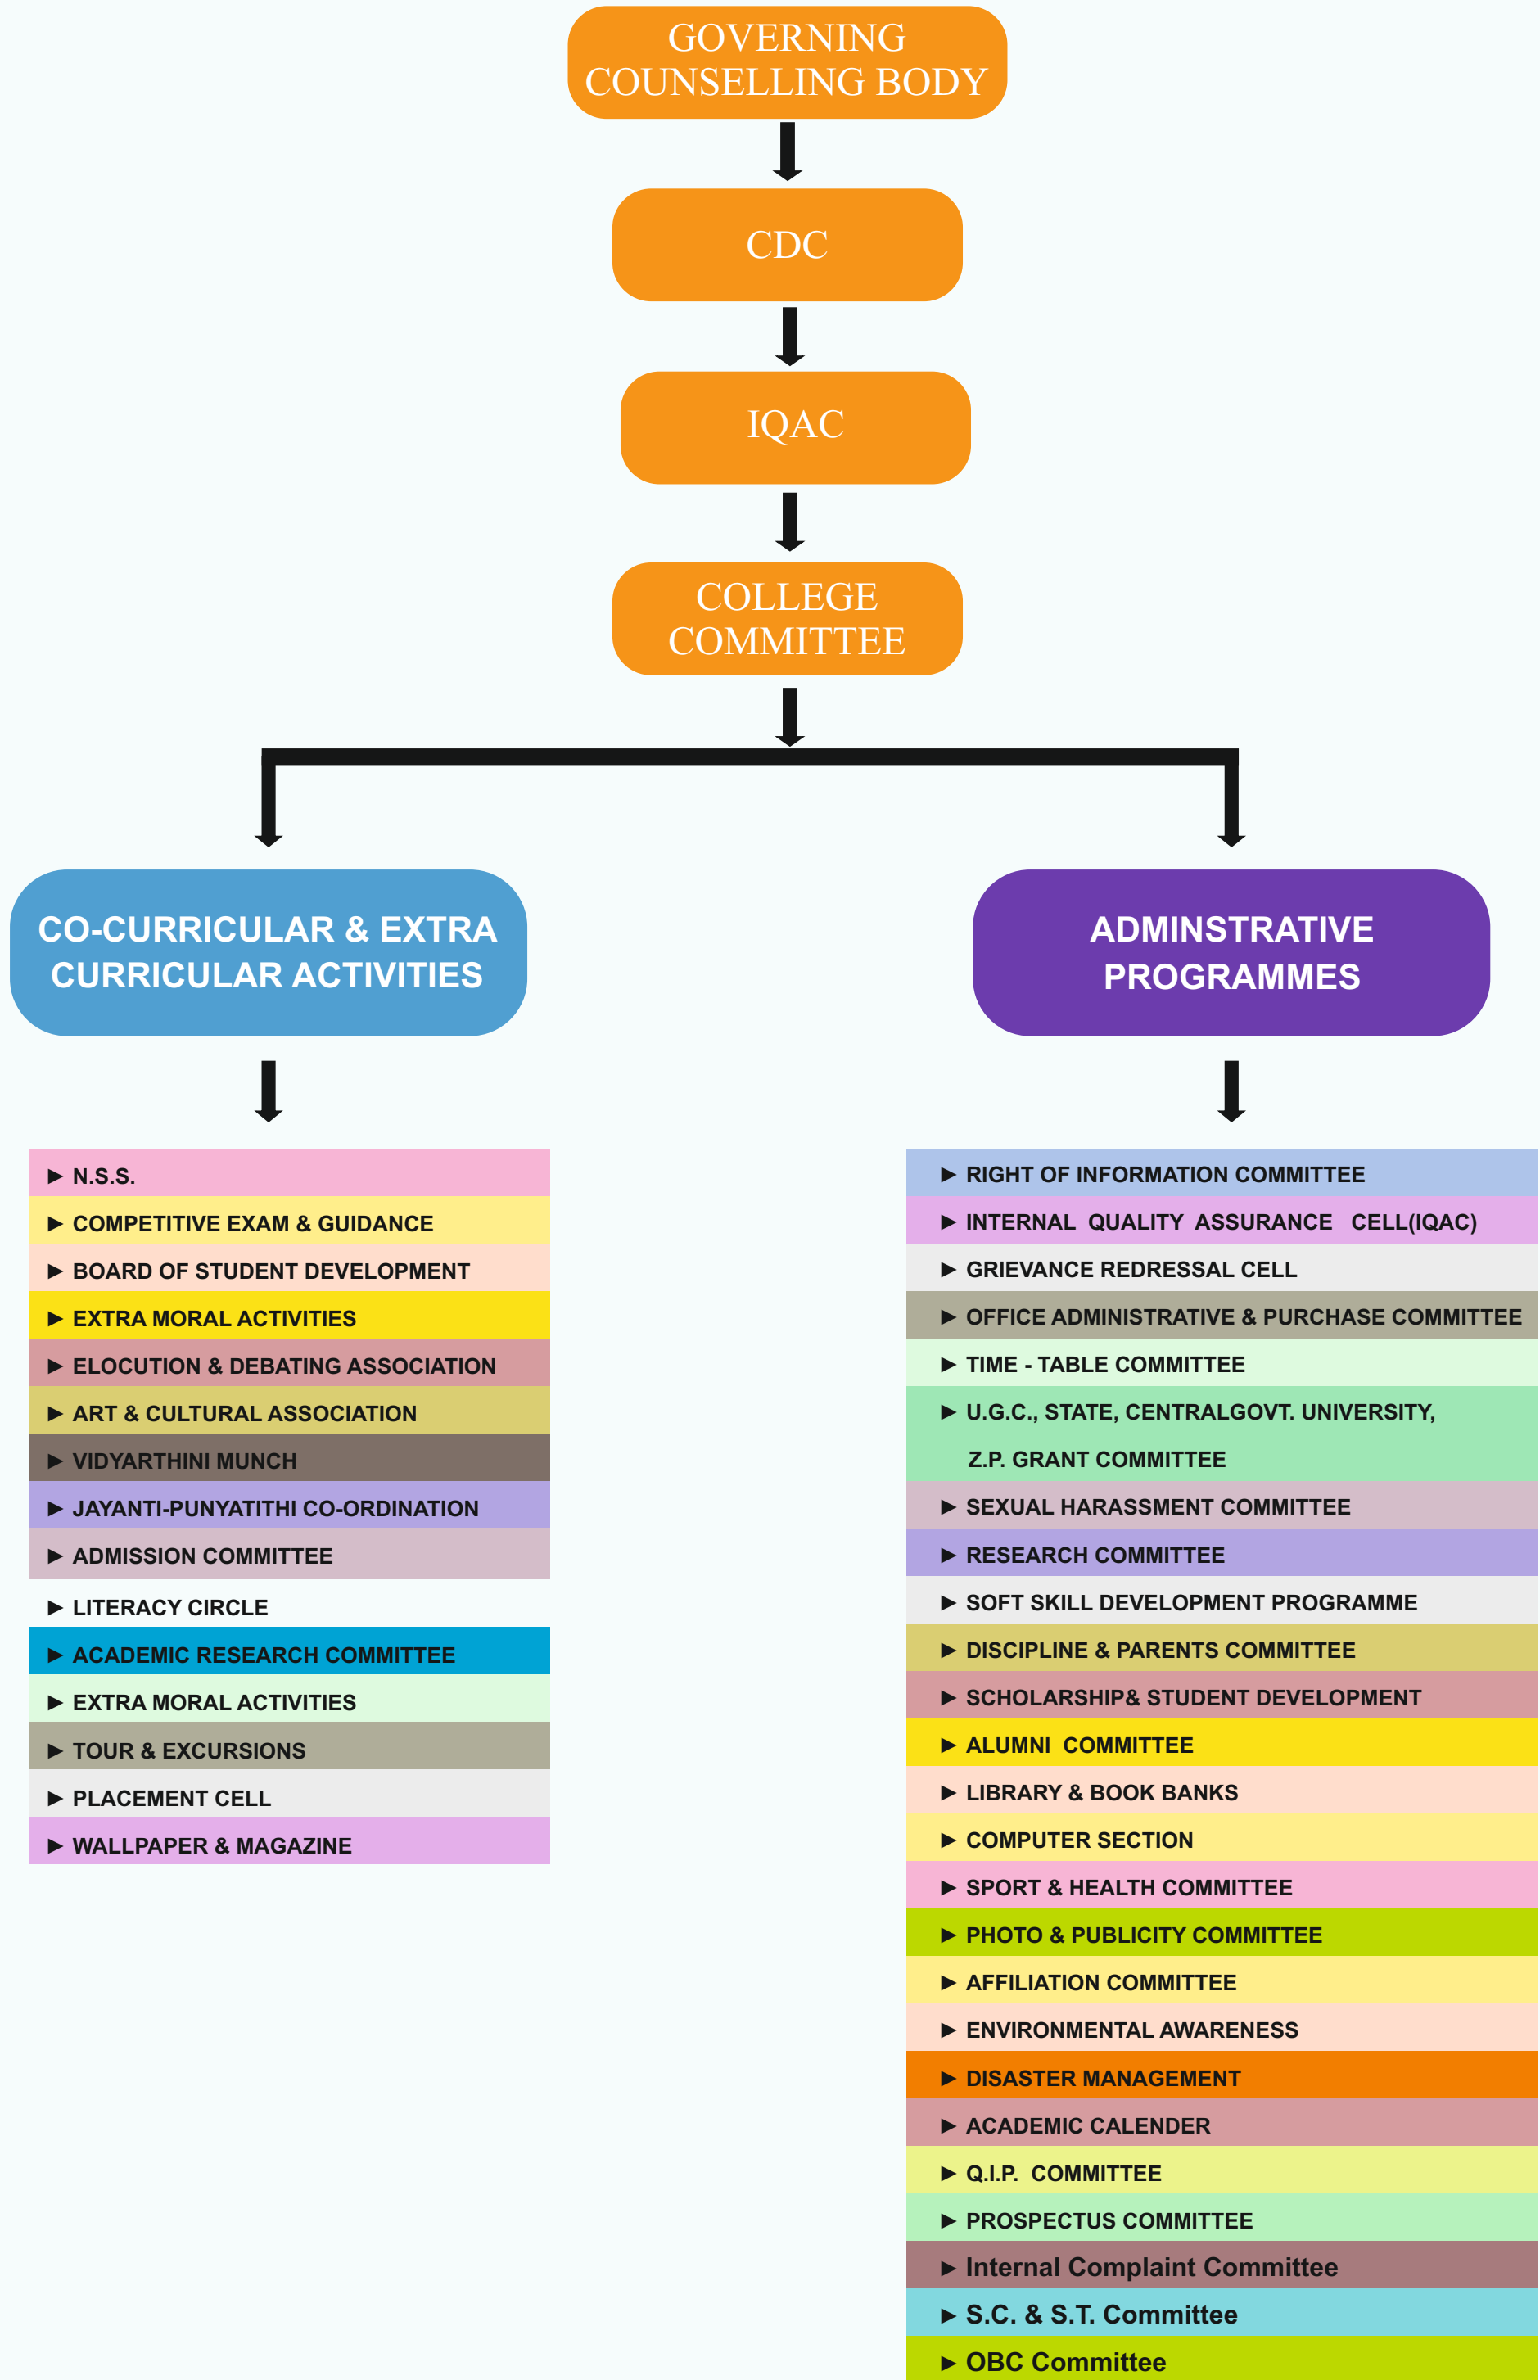 GOVERNING
COUNSELLING BODY
CDC
IQAC
COLLEGE
COMMITTEE
CO-CURRICULAR & EXTRA
CURRICULAR ACTIVITIES
► N.S.S.
► COMPETITIVE EXAM & GUIDANCE
► BOARD OF STUDENT DEVELOPMENT
► EXTRA MORAL ACTIVITIES
► ELOCUTION & DEBATING ASSOCIATION
► ART & CULTURAL ASSOCIATION
► VIDYARTHINI MUNCH
► JAYANTI-PUNYATITHI CO-ORDINATION
► ADMISSION COMMITTEE
► LITERACY CIRCLE
► ACADEMIC RESEARCH COMMITTEE
► EXTRA MORAL ACTIVITIES
► TOUR & EXCURSIONS
► PLACEMENT CELL
► WALLPAPER & MAGAZINE
ADMINSTRATIVE
PROGRAMMES
► RIGHT OF INFORMATION COMMITTEE
► INTERNAL QUALITY ASSURANCE CELL(IQAC)
► GRIEVANCE REDRESSAL CELL
► OFFICE ADMINISTRATIVE & PURCHASE COMMITTEE
► TIME - TABLE COMMITTEE
► U.G.C., STATE, CENTRALGOVT. UNIVERSITY,
Z.P. GRANT COMMITTEE
► SEXUAL HARASSMENT COMMITTEE
► RESEARCH COMMITTEE
► SOFT SKILL DEVELOPMENT PROGRAMME
► DISCIPLINE & PARENTS COMMITTEE
► SCHOLARSHIP& STUDENT DEVELOPMENT
► ALUMNI COMMITTEE
► LIBRARY & BOOK BANKS
► COMPUTER SECTION
► SPORT & HEALTH COMMITTEE
► PHOTO & PUBLICITY COMMITTEE
► AFFILIATION COMMITTEE
► ENVIRONMENTAL AWARENESS
► DISASTER MANAGEMENT
► ACADEMIC CALENDER
► Q.I.P. COMMITTEE
► PROSPECTUS COMMITTEE
► Internal Complaint Committee
► S.C. & S.T. Committee
► OBC Committee